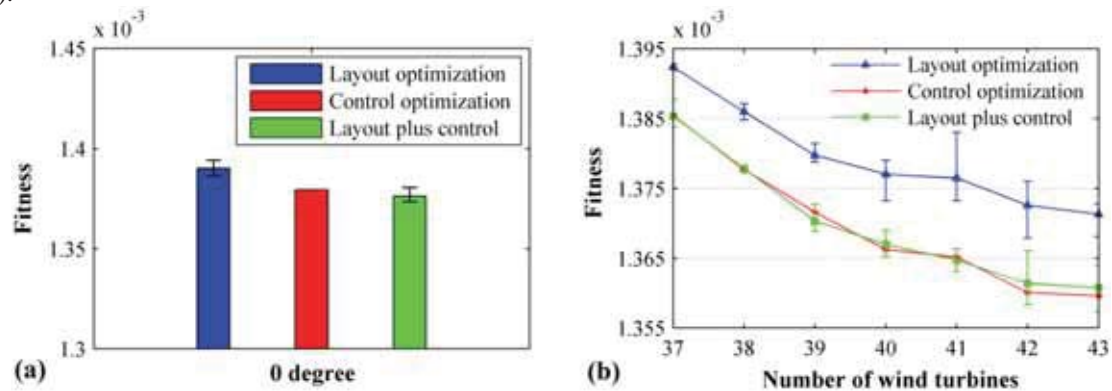 ).
x 10⁻³
1.45
1.4
1.35
1.3
Fitness
Layout optimization
Control optimization
Layout plus control
(a)
0 degree
x 10⁻³
1.395
1.385
1.375
1.365
1.355
Fitness
Layout optimization
Control optimization
Layout plus control
37 38 39 40 41 42 43
(b)
Number of wind turbines